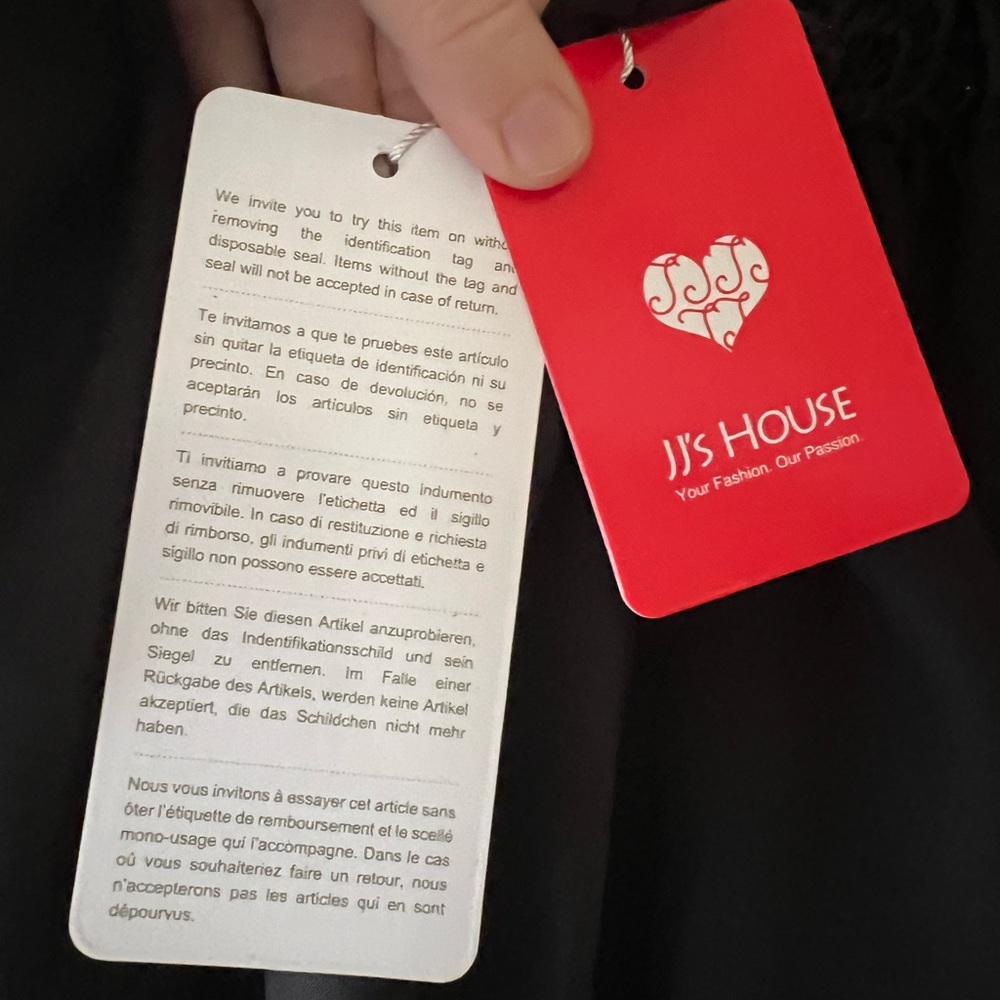 We invite you to try this item on
removing the identification tag
disposable seal. Items without the tag and
seal will not be accepted in case of return.
Te invitamos a que te pruebes este artículo
sin quitar la etiqueta de identificación ni su
precinto. En caso de devolución, no se
aceptarán los artículos sin etiqueta y
precinto.
Ti invitiamo a provare questo indumento
senza rimuovere l'etichetta ed il sigillo
rimovibile. In caso di restituzione e richiesta
di rimborso, gli indumenti privi di etichetta e
sigillo non possono essere accettati.
Wir bitten Sie diesen Artikel anzuprobieren,
ohne das Indentifikationsschild und sein
Siegel zu entfernen. Im Falle einer
Rückgabe des Artikels, werden keine Artikel
akzeptiert, die das Schildchen nicht mehr
haben.
Nous vous invitons à essayer cet article sans
ôter l'étiquette de remboursement et le scellé
mono-usage qui l'accompagne. Dans le cas
où vous souhaiteriez faire un retour, nous
n'accepterons pas les articles qui en sont
dépourvus.
JJ's HOUSE
Your Fashion. Our Passion.